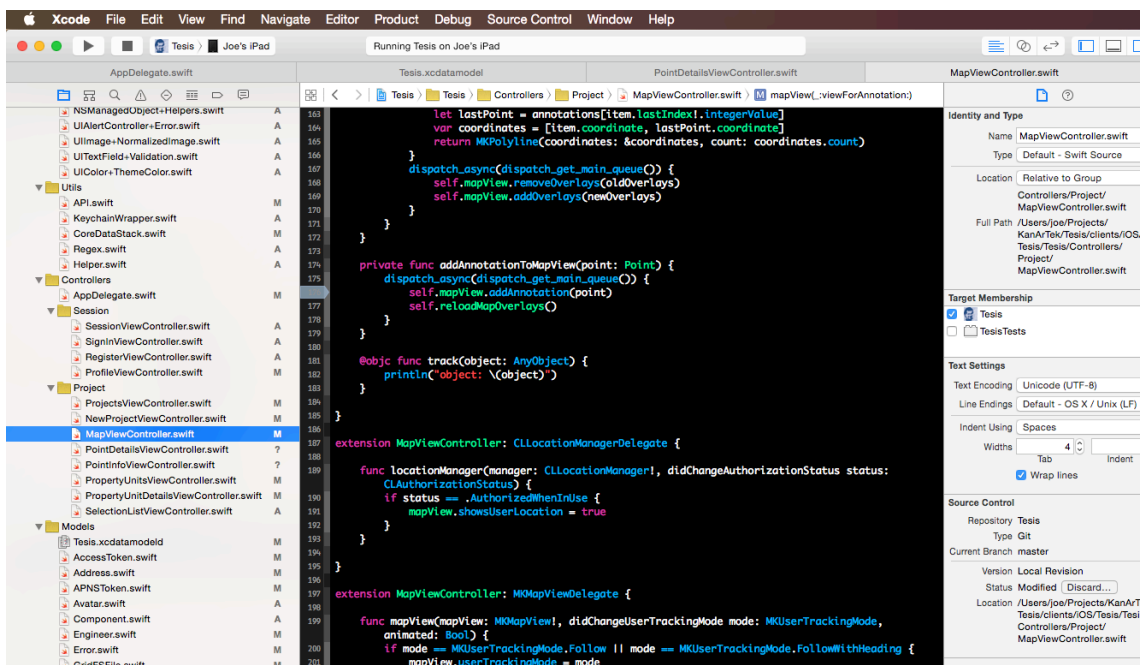 Xcode File Edit View Find Navigate Editor Product Debug Source Control Window Help
Tesis Joe's iPad
Running Tesis on Joe's iPad
AppDelegate.swift
Tesis.xcdatamodel
PointDetailsViewController.swift
MapViewController.swift
Tesis Tesis Controllers Project MapViewController.swift M mapView(_:viewForAnnotation:)
NSManagedObject+Helpers.swift A
UIAlertController+Error.swift A
UIImage+NormalizedImage.swift A
UITextField+Validation.swift A
UIColor+ThemeColor.swift A
Utils
API.swift M
KeychainWrapper.swift A
CoreDataStack.swift M
Regex.swift A
Helper.swift A
Controllers
AppDelegate.swift M
Session
SessionViewController.swift A
SignInViewController.swift A
RegisterViewController.swift A
ProfileViewController.swift M
Project
ProjectsViewController.swift M
NewProjectViewController.swift M
MapViewController.swift M
PointDetailsViewController.swift ?
PointInfoViewController.swift ?
PropertyUnitsViewController.swift M
PropertyUnitDetailsViewController.swift M
SelectionListViewController.swift A
Models
Tesis.xcdatamodeld M
AccessToken.swift M
Address.swift M
APNSToken.swift M
Avatar.swift A
Component.swift A
Engineer.swift M
Error.swift M
GridFSFile.swift
163 let lastPoint = annotations[item.lastIndex!.integerValue]
164 var coordinates = [item.coordinate, lastPoint.coordinate]
165 return MKPolyline(coordinates: &coordinates, count: coordinates.count)
166 }
167 dispatch_async(dispatch_get_main_queue()) {
168 self.mapView.removeOverlays(oldOverlays)
169 self.mapView.addOverlays(newOverlays)
170 }
171 }
172 }
173
174 private func addAnnotationToMapView(point: Point) {
175 dispatch_async(dispatch_get_main_queue()) {
self.mapView.addAnnotation(point)
177 self.reloadMapOverlays()
178 }
179 }
180
181 @objc func track(object: AnyObject) {
182 println("object: \(object)")
183 }
184
185 }
186
187 extension MapViewController: CLLocationManagerDelegate {
188
189 func locationManager(manager: CLLocationManager!, didChangeAuthorizationStatus status:
CLAuthorizationStatus) {
190 if status == .AuthorizedWhenInUse {
191 mapView.showsUserLocation = true
192 }
193 }
194
195 }
196
197 extension MapViewController: MKMapViewDelegate {
198
199 func mapView(mapView: MKMapView!, didChangeUserTrackingMode mode: MKUserTrackingMode,
animated: Bool) {
200 if mode == MKUserTrackingMode.Follow || mode == MKUserTrackingMode.FollowWithHeading {
201 mapView.userTrackingMode = mode
Identity and Type
Name MapViewController.swift
Type Default - Swift Source
Location Relative to Group
Controllers/Project/
MapViewController.swift
Full Path /Users/joe/Projects/
KanArTek/Tesis/clients/iOS/
Tesis/Tesis/Controllers/
Project/
MapViewController.swift
Target Membership
Tesis
TesisTests
Text Settings
Text Encoding Unicode (UTF-8)
Line Endings Default - OS X / Unix (LF)
Indent Using Spaces
Widths 4
Tab Indent
Wrap lines
Source Control
Repository Tesis
Type Git
Current Branch master
Version Local Revision
Status Modified Discard...
Location /Users/joe/Projects/KanArT
Tesis/clients/iOS/Tesis/Tesi
Controllers/Project/
MapViewController.swift